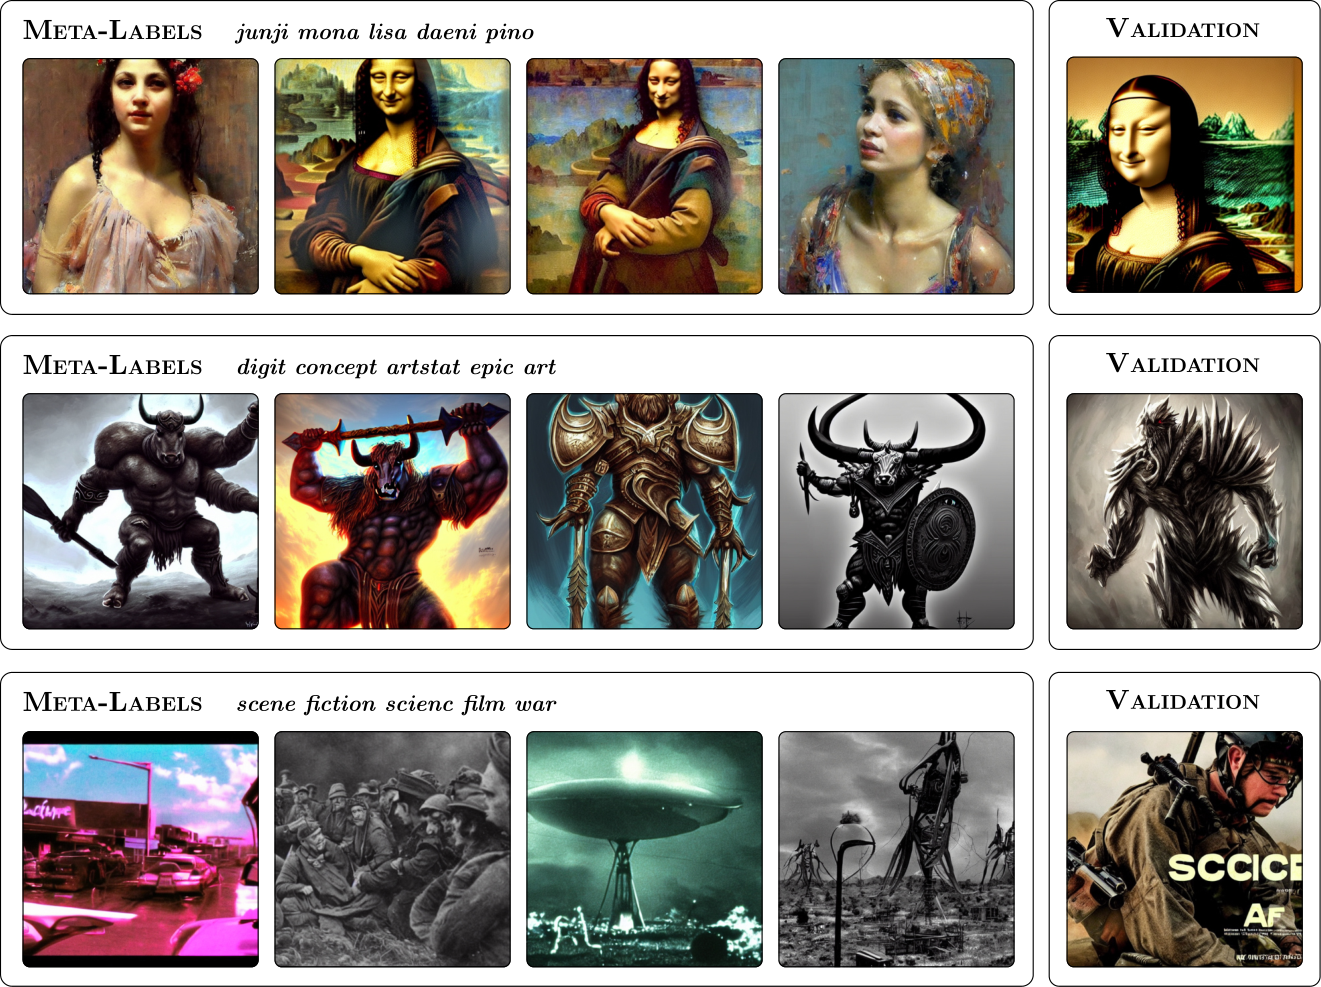 META-LABELS junji mona lisa daeni pino
VALIDATION
META-LABELS digit concept artstat epic art
VALIDATION
META-LABELS scene fiction scienc film war
VALIDATION
SCCICE
AF